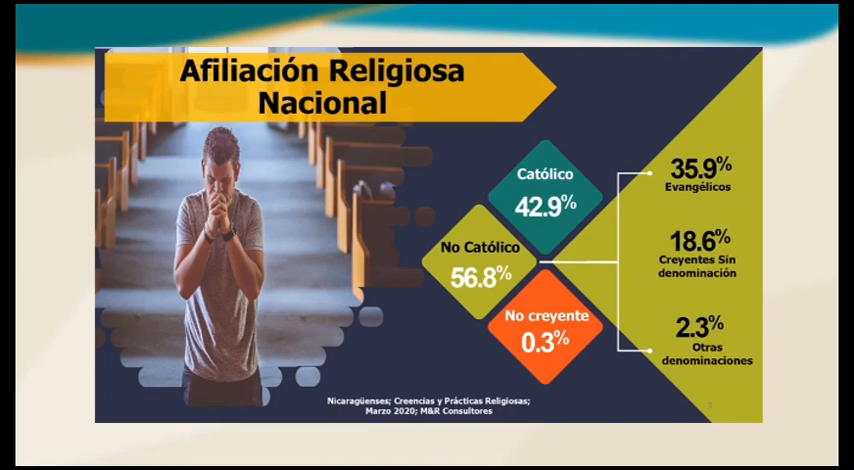 Afiliación Religiosa
Nacional
Católico
42.9%
No Católico
56.8%
No creyente
0.3%
35.9%
Evangélicos
18.6%
Creyentes Sin
denominación
2.3%
Otras
denominaciones
Nicaragüenses; Creencias y Prácticas Religiosas;
Marzo 2020; M&R Consultores